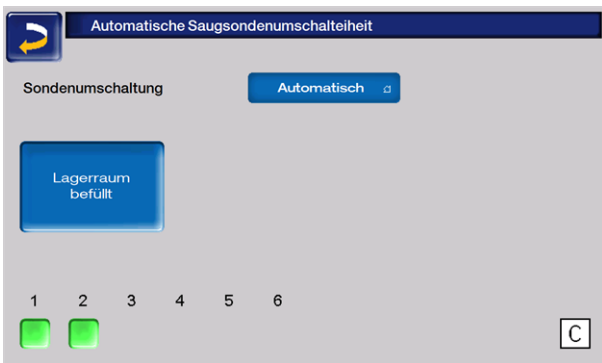 Automatische Saugsondenumschalteiheit
Sondenumschaltung
Automatisch
Lagerraum
befüllt
1 2 3 4 5 6
C